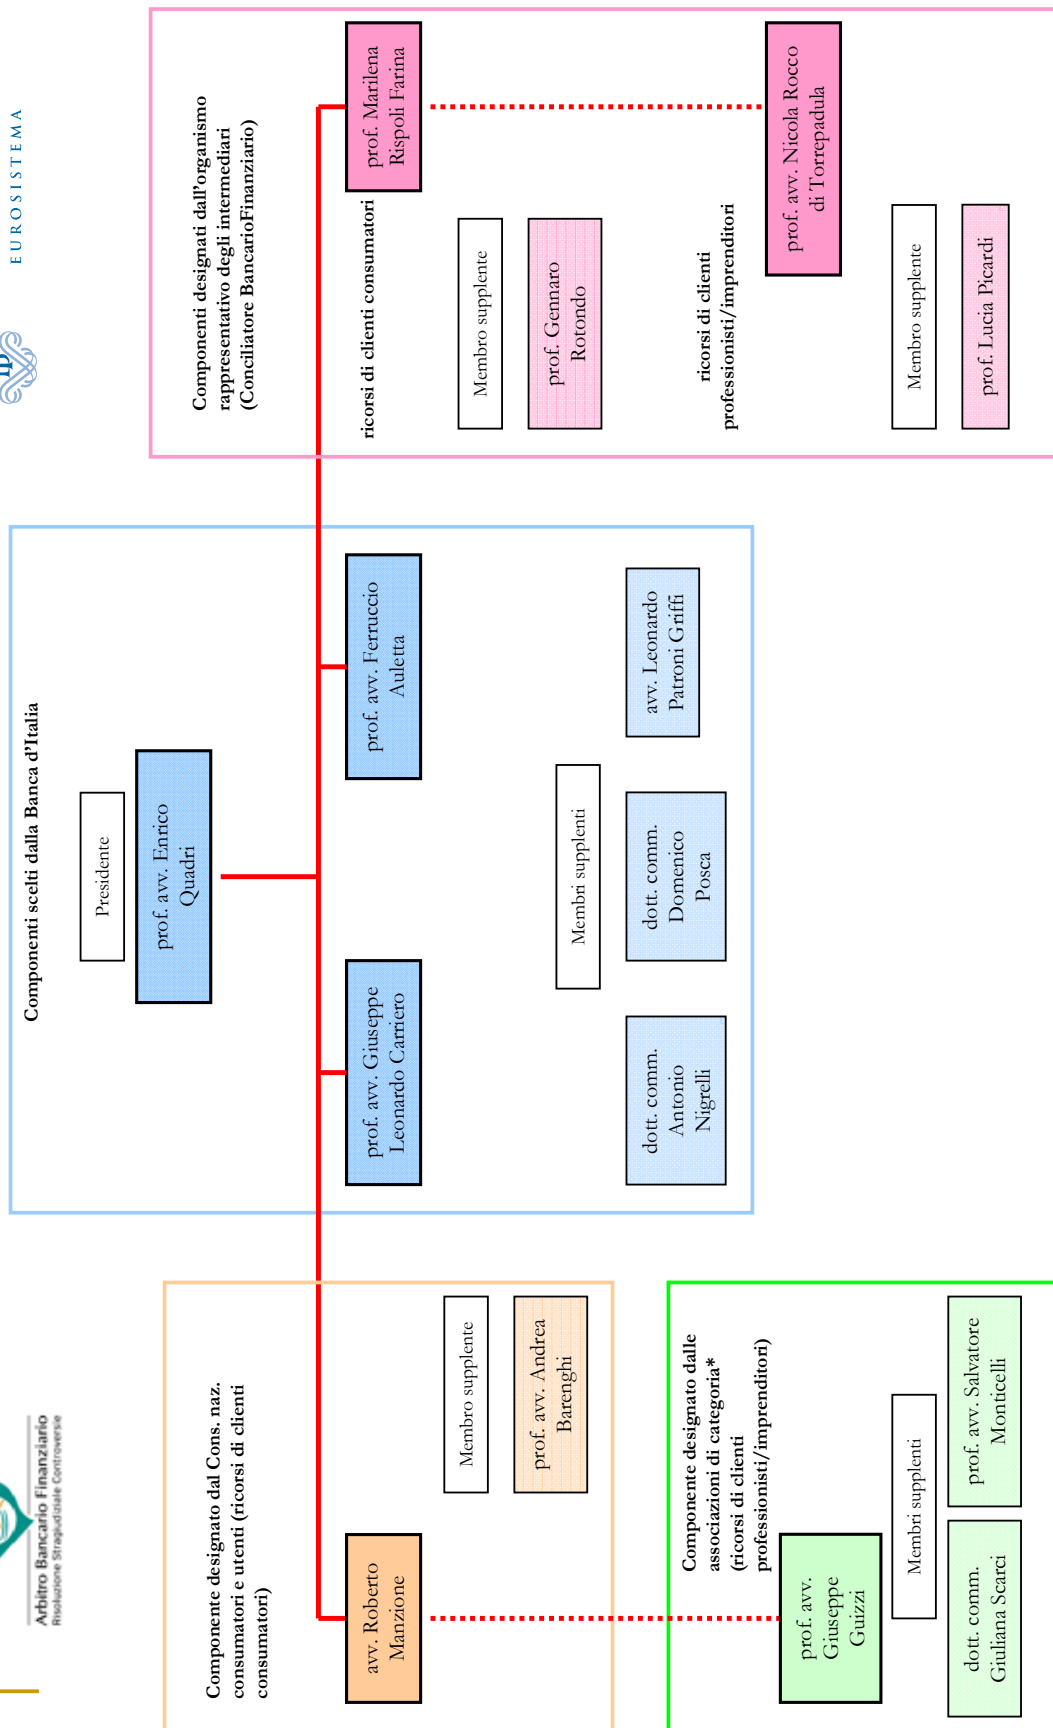 Arbitro Bancario Finanziario
Risoluzione Stragiudiziale Controversie
EUROSISTEMA
Componente designato dal Cons. naz.
consumatori e utenti (ricorsi di clienti
consumatori)
avv. Roberto
Manzione
Membro supplente
prof. avv. Andrea
Barenghi
Componente designato dalle
associazioni di categoria*
(ricorsi di clienti
professionisti/imprenditori)
prof. avv.
Giuseppe
Guizzi
Membri supplenti
dott. comm.
Giuliana Scarci
prof. avv. Salvatore
Monticelli
Componenti scelti dalla Banca d'Italia
Presidente
prof. avv. Enrico
Quadri
prof. avv. Giuseppe
Leonardo Carriero
prof. avv. Ferruccio
Auletta
Membri supplenti
dott. comm.
Antonio
Nigrelli
dott. comm.
Domenico
Posca
avv. Leonardo
Patroni Griffi
Componenti designati dall'organismo
rappresentativo degli intermediari
(Conciliatore BancarioFinanziario)
prof. Marilena
Rispoli Farina
ricorsi di clienti consumatori
Membro supplente
prof. Gennaro
Rotondo
ricorsi di clienti
professionisti/imprenditori
prof. avv. Nicola Rocco
di Torrepadula
Membro supplente
prof. Lucia Picardi